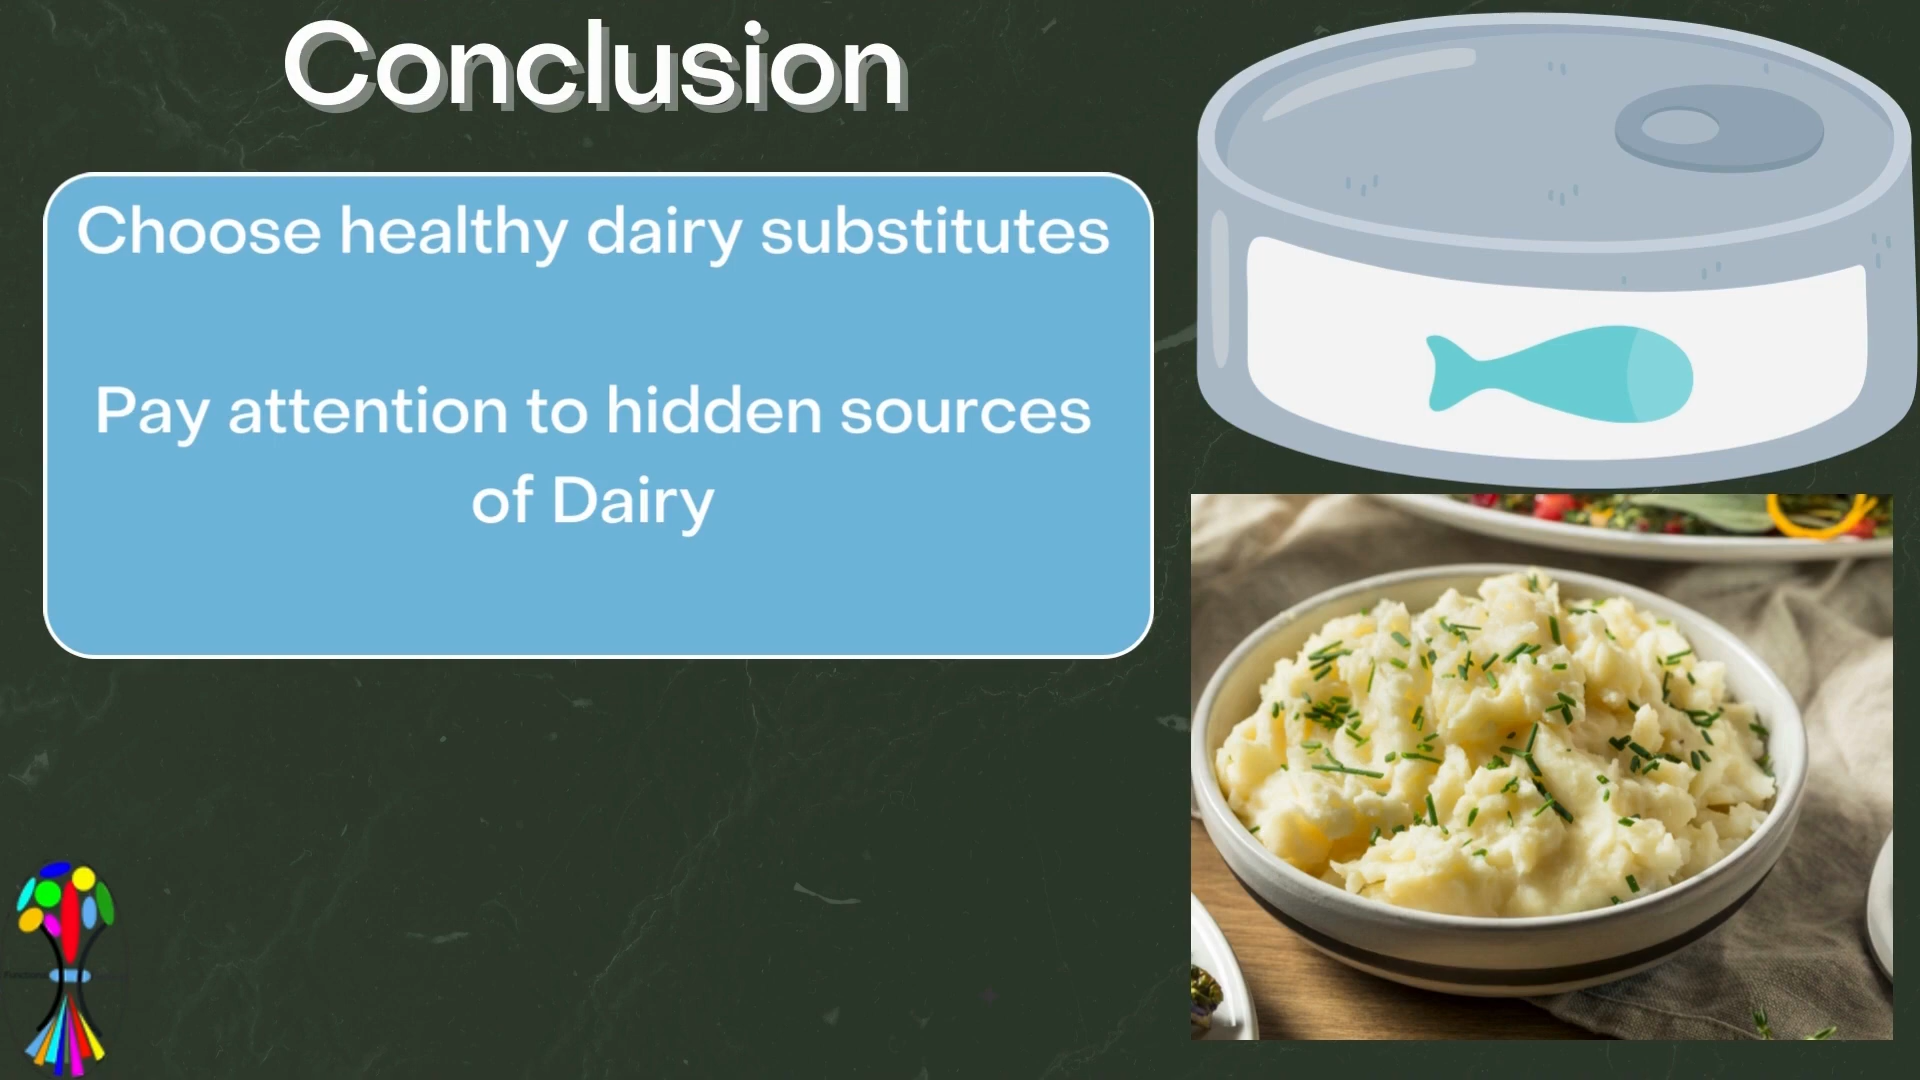 Conclusion
Choose healthy dairy substitutes
Pay attention to hidden sources
of Dairy